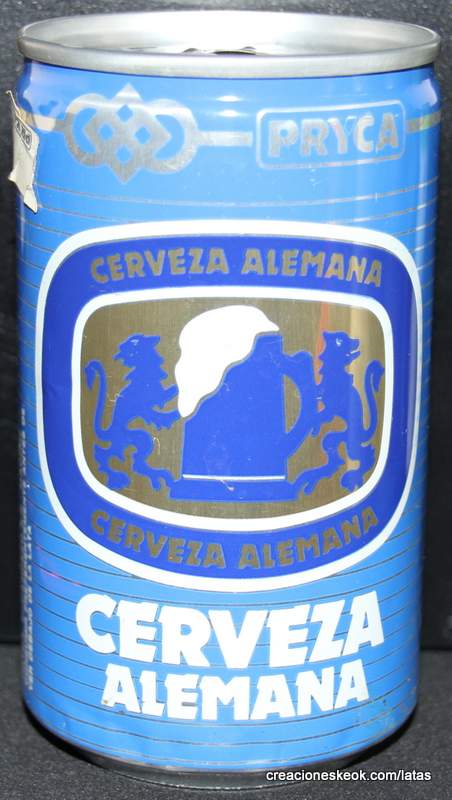 PRYCA
CERVEZA ALEMANA
CERVEZA ALEMANA
CERVEZA
ALEMANA
creacioneskeok.com/latas